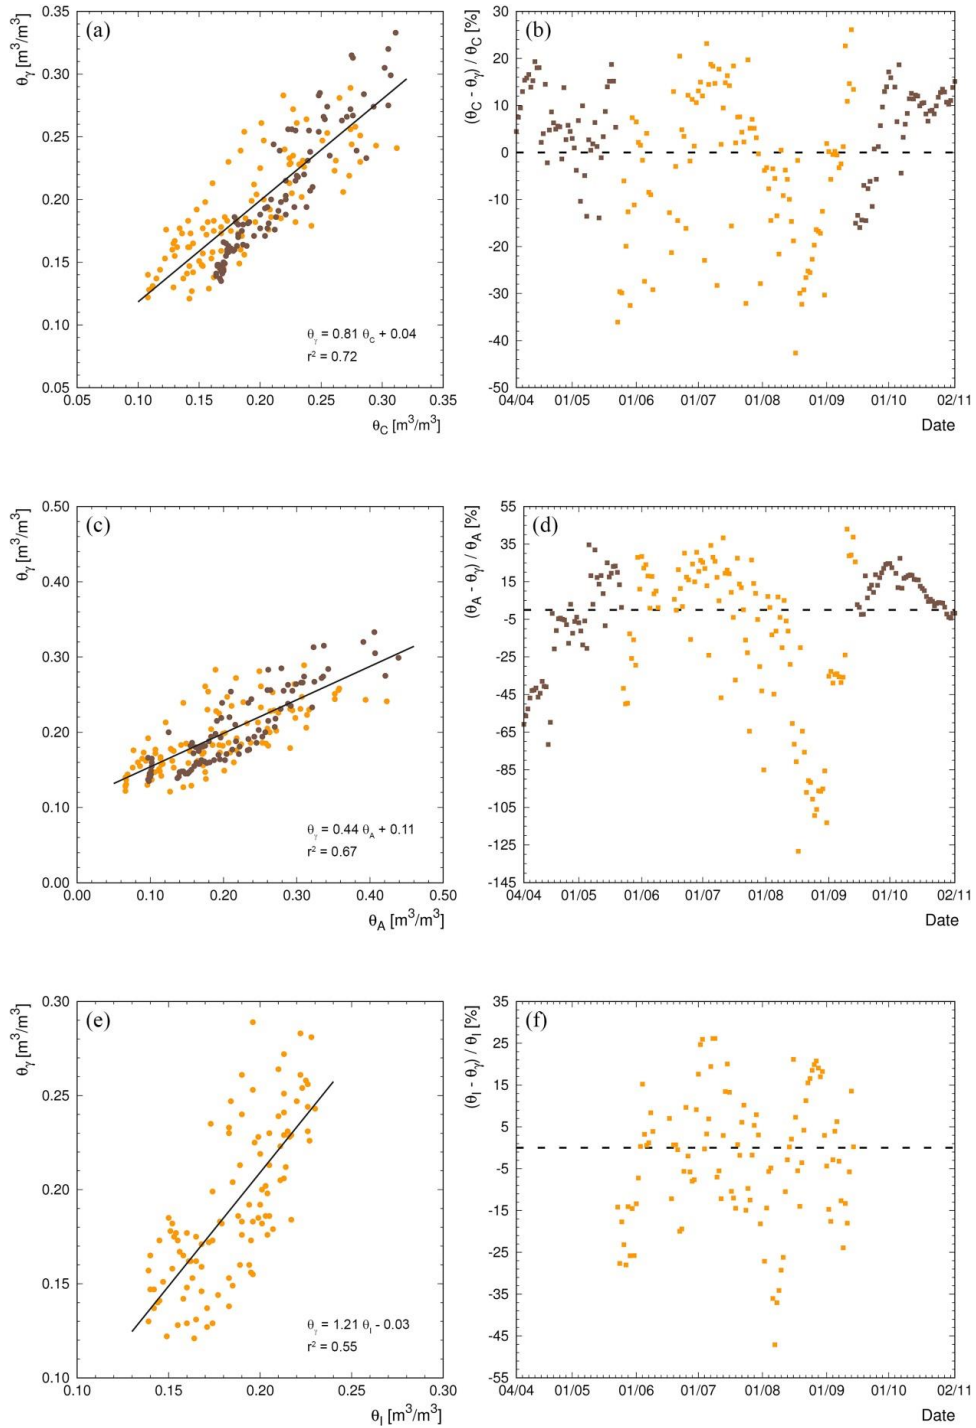 (a)
θγ [m³/m³]
0.35
0.30
0.25
0.20
0.15
0.10
0.05
θγ = 0.81 θC + 0.04
r² = 0.72
0.05 0.10 0.15 0.20 0.25 0.30 0.35
θC [m³/m³]
(b)
(θC - θγ) / θC [%]
30
20
10
0
-10
-20
-30
-40
-50
04/04 01/05 01/06 01/07 01/08 01/09 01/10 02/11
Date
(c)
θγ [m³/m³]
0.50
0.40
0.30
0.20
0.10
0.00
θγ = 0.44 θA + 0.11
r² = 0.67
0.00 0.10 0.20 0.30 0.40 0.50
θA [m³/m³]
(d)
(θA - θγ) / θA [%]
55
35
15
-5
-25
-45
-65
-85
-105
-125
-145
04/04 01/05 01/06 01/07 01/08 01/09 01/10 02/11
Date
(e)
θγ [m³/m³]
0.30
0.25
0.20
0.15
0.10
θγ = 1.21 θI - 0.03
r² = 0.55
0.10 0.15 0.20 0.25 0.30
θI [m³/m³]
(f)
(θI - θγ) / θI [%]
35
25
15
5
-5
-15
-25
-35
-45
-55
04/04 01/05 01/06 01/07 01/08 01/09 01/10 02/11
Date